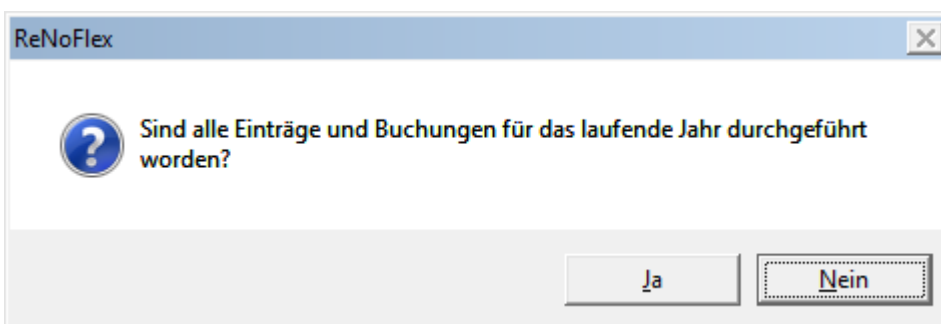 ReNoFlex
Sind alle Einträge und Buchungen für das laufende Jahr durchgeführt
worden?
Ja
Nein